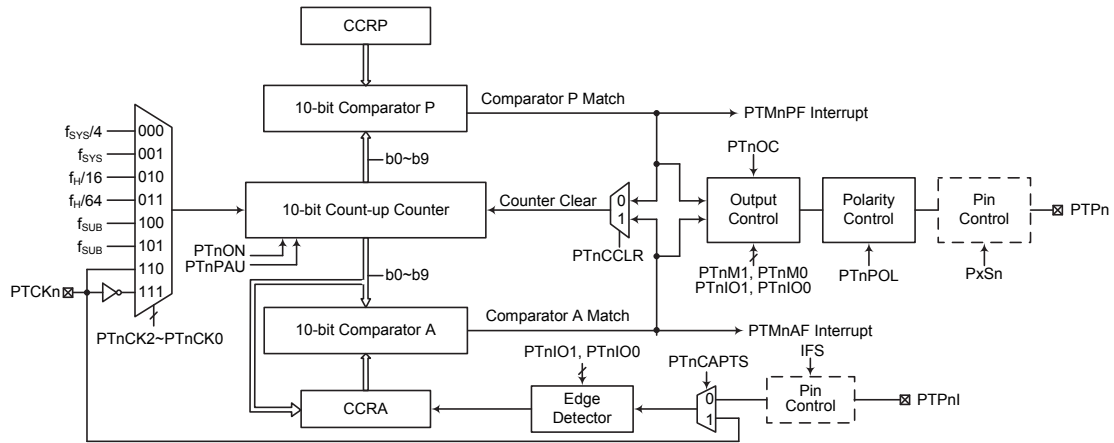 CCRP
10-bit Comparator P
Comparator P Match
PTMnPF Interrupt
b0~b9
PTnOC
fSYS/4
000
fSYS
001
fH/16
010
fH/64
011
fSUB
100
fSUB
101
110
111
PTCKn
PTnCK2~PTnCK0
10-bit Count-up Counter
Counter Clear
0
1
PTnCCLR
PTnON
PTnPAU
Output
Control
Polarity
Control
Pin
Control
PTPn
PTnM1, PTnM0
PTnIO1, PTnIO0
PTnPOL
PxSn
b0~b9
10-bit Comparator A
Comparator A Match
PTMnAF Interrupt
PTnIO1, PTnIO0
PTnCAPTS
IFS
CCRA
Edge
Detector
0
1
Pin
Control
PTPnI